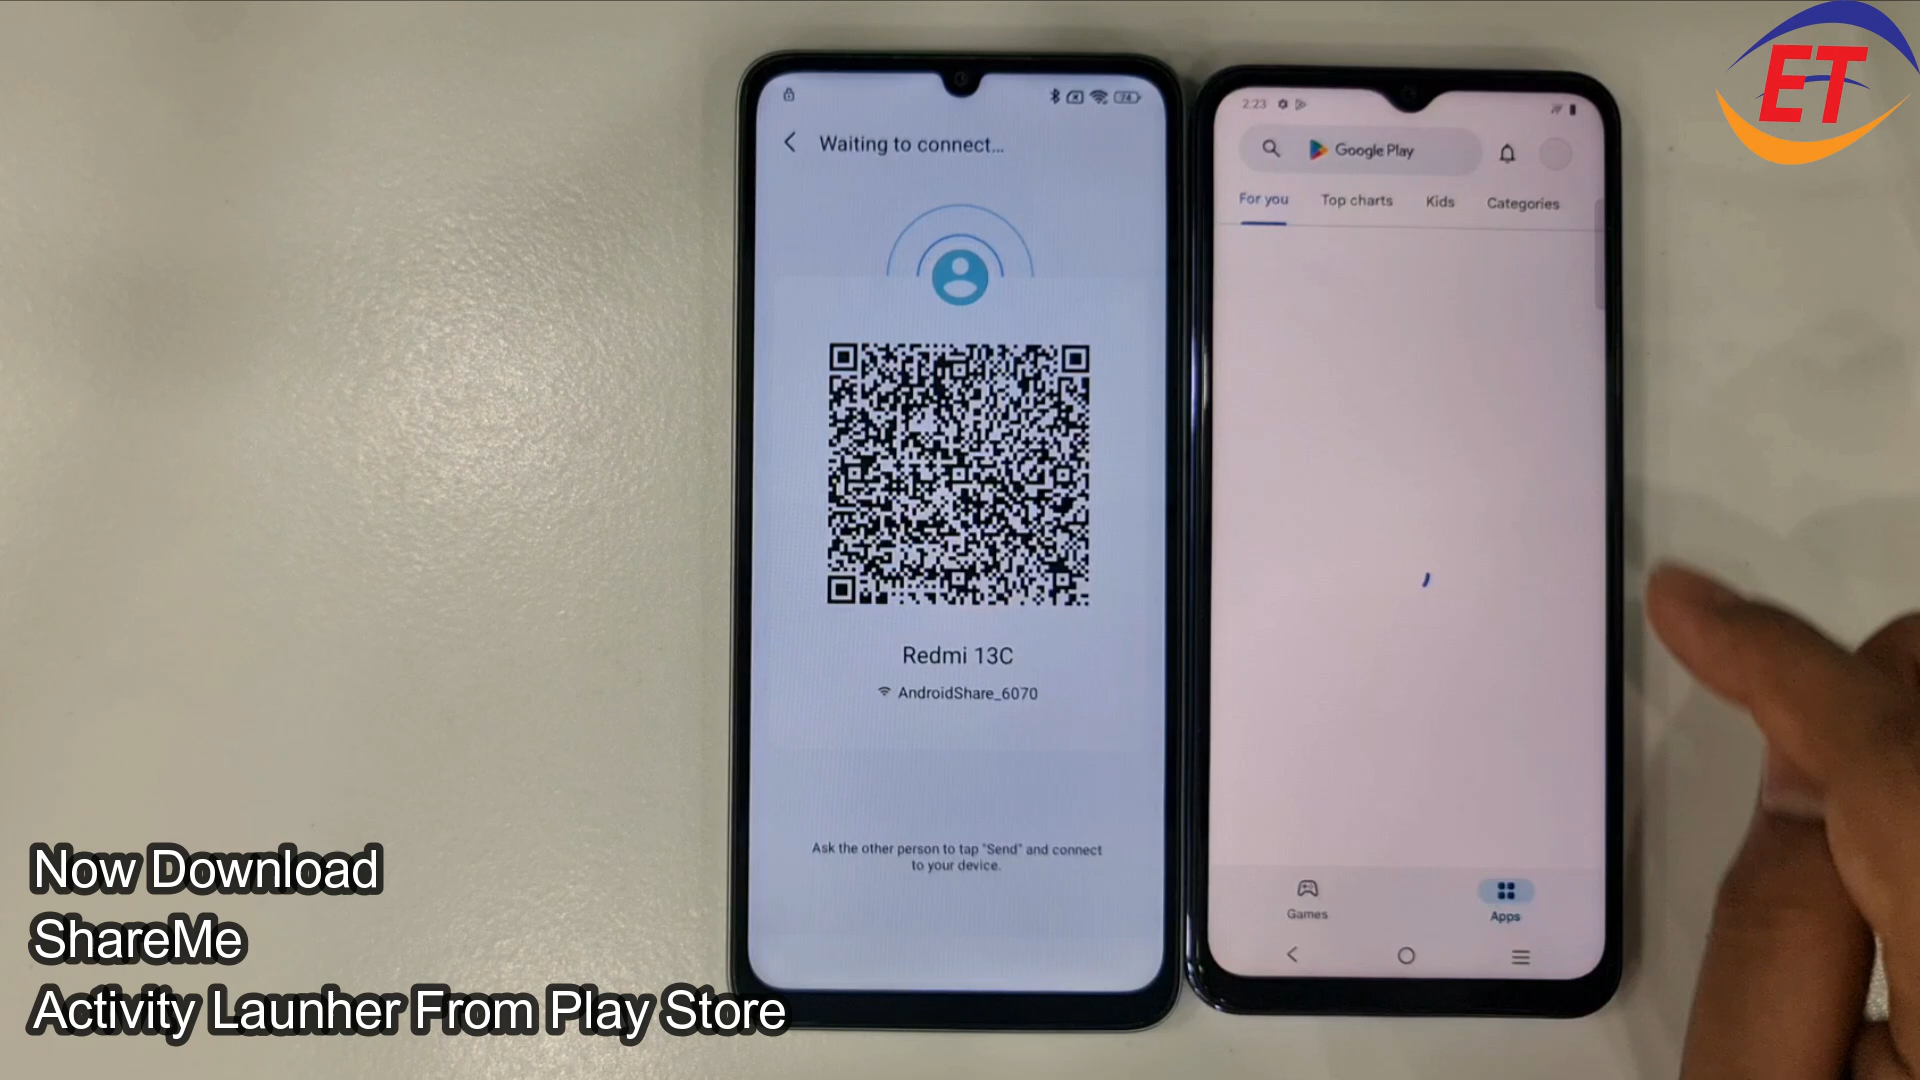 ET
74
Waiting to connect...
Redmi 13C
AndroidShare_6070
Ask the other person to tap "Send" and connect
to your device.
2:23
Google Play
For you Top charts Kids Categories
Games Apps
Now Download
ShareMe
Activity Launher From Play Store